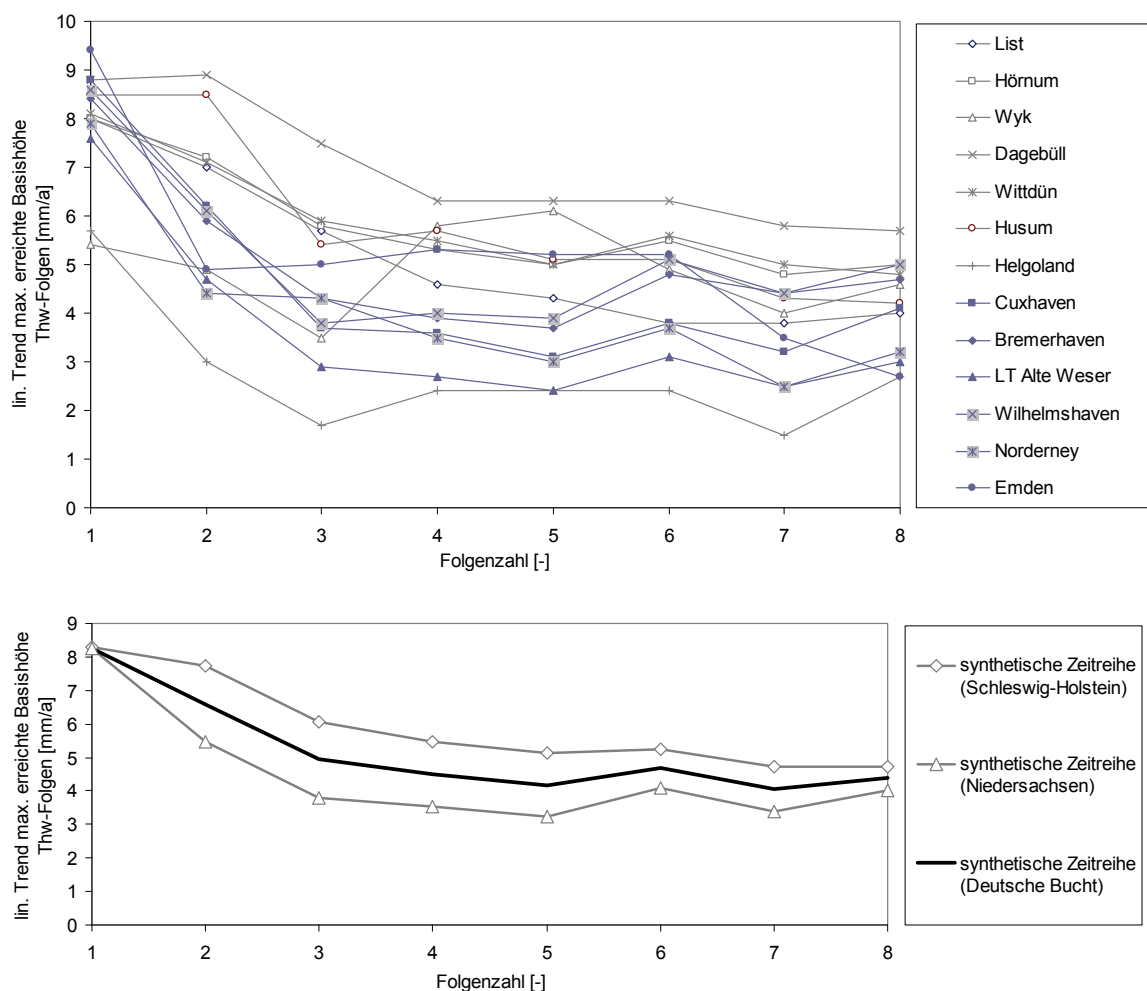 lin. Trend max. erreichte Basishöhe
Thw-Folgen [mm/a]
10
9
8
7
6
5
4
3
2
1
0
1 2 3 4 5 6 7 8
Folgenzahl [-]
List
Hörnum
Wyk
Dagebüll
Wittdün
Husum
Helgoland
Cuxhaven
Bremerhaven
LT Alte Weser
Wilhelmshaven
Norderney
Emden
lin. Trend max. erreichte Basishöhe
Thw-Folgen [mm/a]
9
8
7
6
5
4
3
2
1
0
1 2 3 4 5 6 7 8
Folgenzahl [-]
synthetische Zeitreihe
(Schleswig-Holstein)
synthetische Zeitreihe
(Niedersachsen)
synthetische Zeitreihe
(Deutsche Bucht)